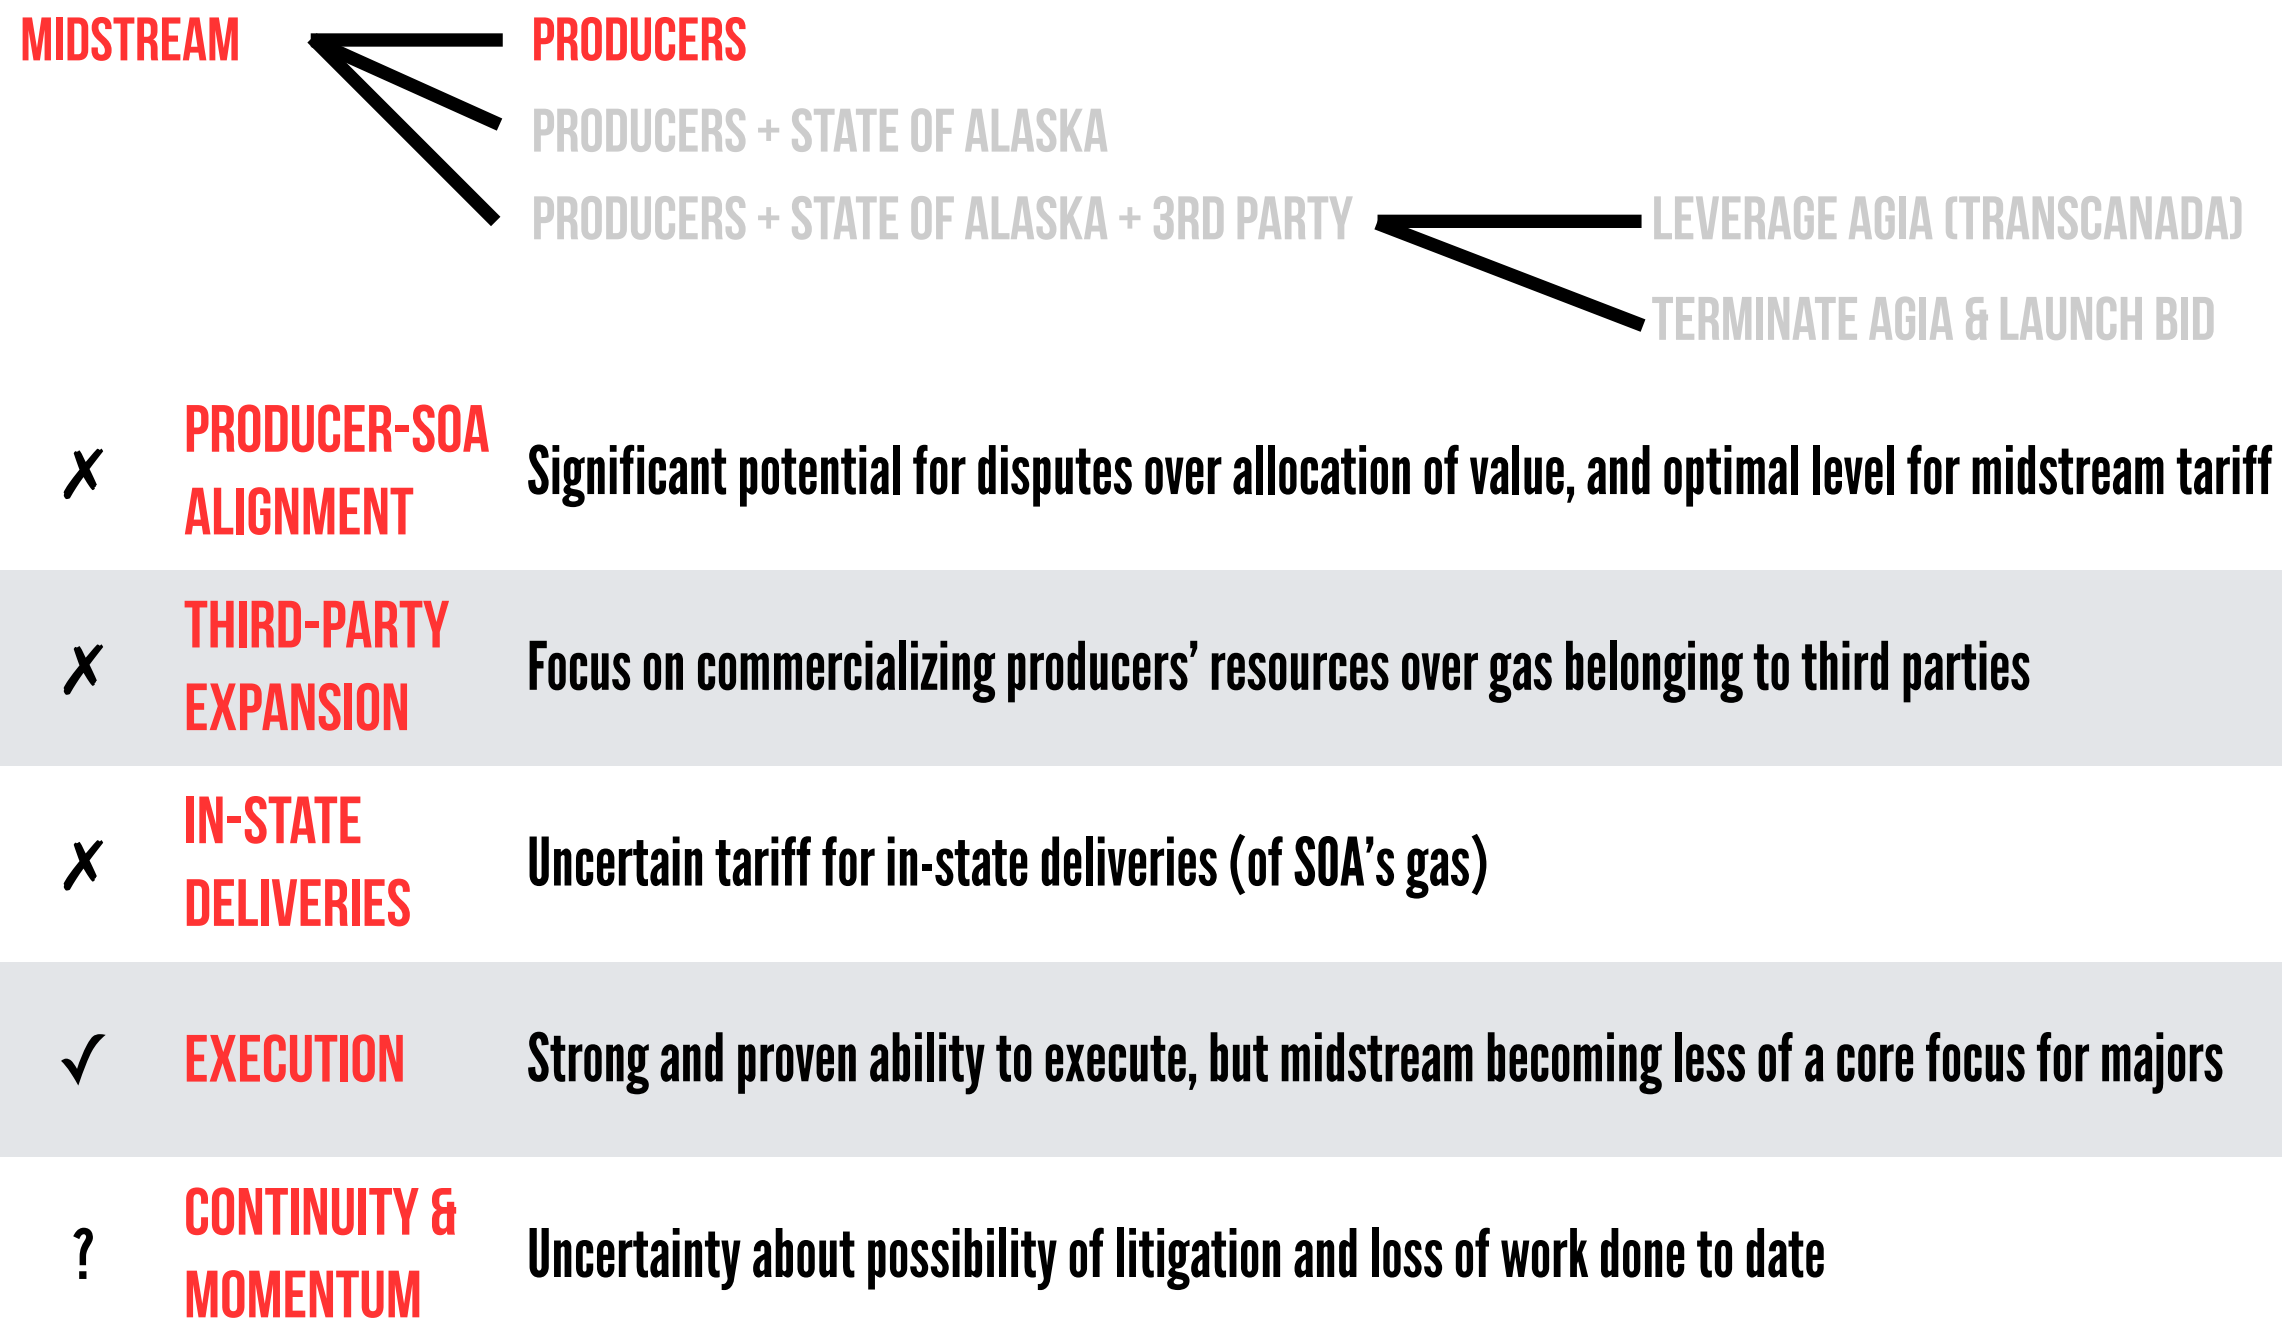 MIDSTREAM PRODUCERS
PRODUCERS + STATE OF ALASKA
PRODUCERS + STATE OF ALASKA + 3RD PARTY LEVERAGE AGIA (TRANSCANADA)
TERMINATE AGIA & LAUNCH BID
✗ PRODUCER-SOA
ALIGNMENT
Significant potential for disputes over allocation of value, and optimal level for midstream tariff
✗ THIRD-PARTY
EXPANSION
Focus on commercializing producers’ resources over gas belonging to third parties
✗ IN-STATE
DELIVERIES
Uncertain tariff for in-state deliveries (of SOA’s gas)
✓ EXECUTION
Strong and proven ability to execute, but midstream becoming less of a core focus for majors
? CONTINUITY &
MOMENTUM
Uncertainty about possibility of litigation and loss of work done to date